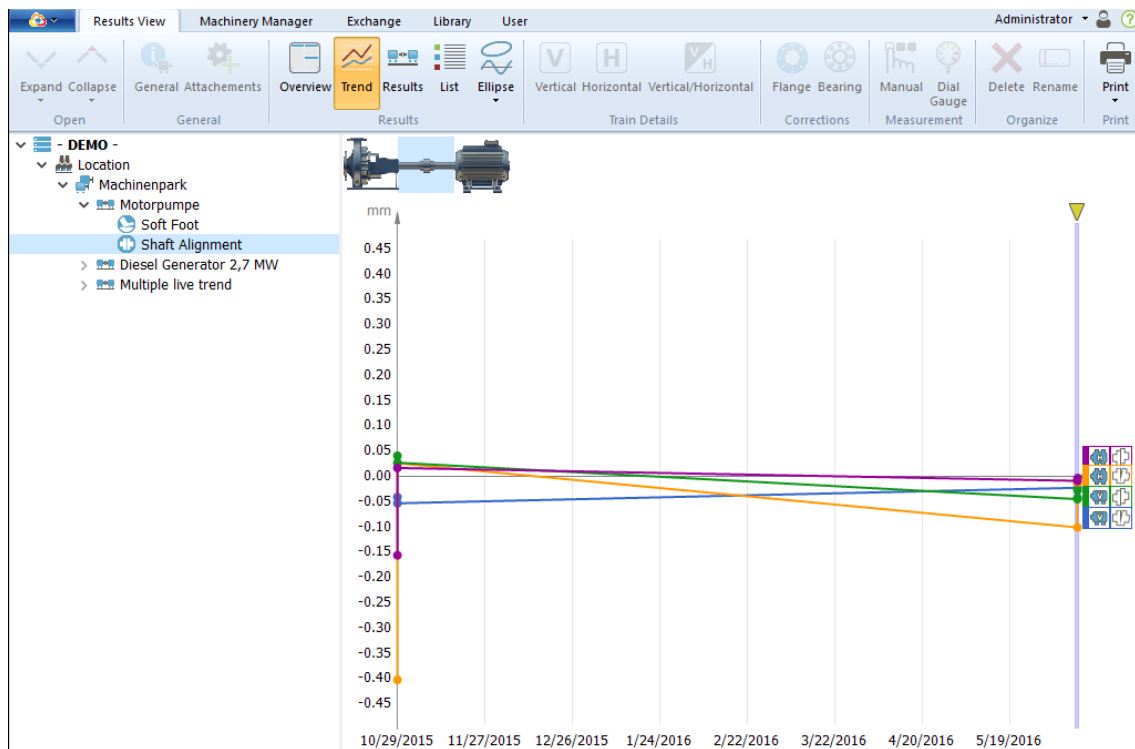 Results View Machinery Manager Exchange Library User Administrator
Expand Collapse General Attachements Overview Trend Results List Ellipse Vertical Horizontal Vertical/Horizontal Flange Bearing Manual Dial Gauge Delete Rename Print
Open General Results Train Details Corrections Measurement Organize Print
- DEMO -
Location
Machinenpark
Motorpumpe
Soft Foot
Shaft Alignment
Diesel Generator 2,7 MW
Multiple live trend
mm
0.45
0.40
0.35
0.30
0.25
0.20
0.15
0.10
0.05
0.00
-0.05
-0.10
-0.15
-0.20
-0.25
-0.30
-0.35
-0.40
-0.45
H
H
V
V
10/29/2015 11/27/2015 12/26/2015 1/24/2016 2/22/2016 3/22/2016 4/20/2016 5/19/2016